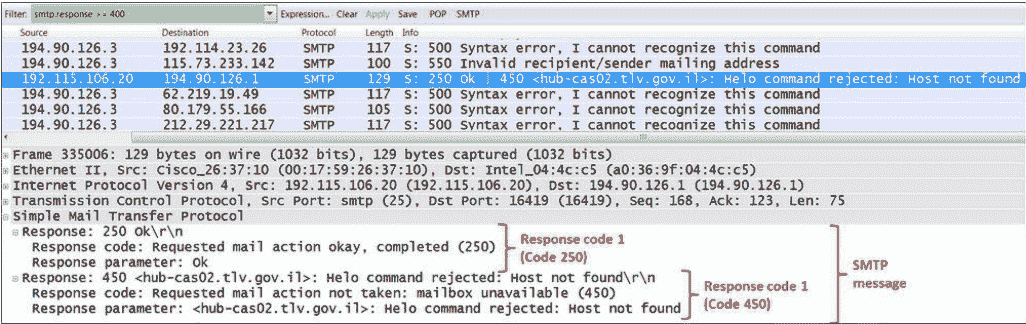 Filter: smtp.response >= 400 Expression... Clear Apply Save POP SMTP
Source Destination Protocol Length Info
194.90.126.3 192.114.23.26 SMTP 117 S: 500 Syntax error, I cannot recognize this command
194.90.126.3 115.73.233.142 SMTP 100 S: 550 Invalid recipient/sender mailing address
192.115.106.20 194.90.126.1 SMTP 129 S: 250 Ok | 450 <hub-cas02.tlv.gov.il>: Helo command rejected: Host not found
194.90.126.3 62.219.19.49 SMTP 117 S: 500 Syntax error, I cannot recognize this command
194.90.126.3 80.179.55.166 SMTP 105 S: 500 Syntax error, I cannot recognize this command
194.90.126.3 212.29.221.217 SMTP 117 S: 500 Syntax error, I cannot recognize this command
Frame 335006: 129 bytes on wire (1032 bits), 129 bytes captured (1032 bits)
Ethernet II, Src: Cisco_26:37:10 (00:17:59:26:37:10), Dst: Intel_04:4c:c5 (a0:36:9f:04:4c:c5)
Internet Protocol Version 4, Src: 192.115.106.20 (192.115.106.20), Dst: 194.90.126.1 (194.90.126.1)
Transmission Control Protocol, Src Port: smtp (25), Dst Port: 16419 (16419), Seq: 168, Ack: 123, Len: 75
Simple Mail Transfer Protocol
Response: 250 Ok\r\n
Response code: Requested mail action okay, completed (250)
Response parameter: Ok
Response code 1
(Code 250)
Response: 450 <hub-cas02.tlv.gov.il>: Helo command rejected: Host not found\r\n
Response code: Requested mail action not taken: mailbox unavailable (450)
Response parameter: <hub-cas02.tlv.gov.il>: Helo command rejected: Host not found
Response code 1
(Code 450)
SMTP
message